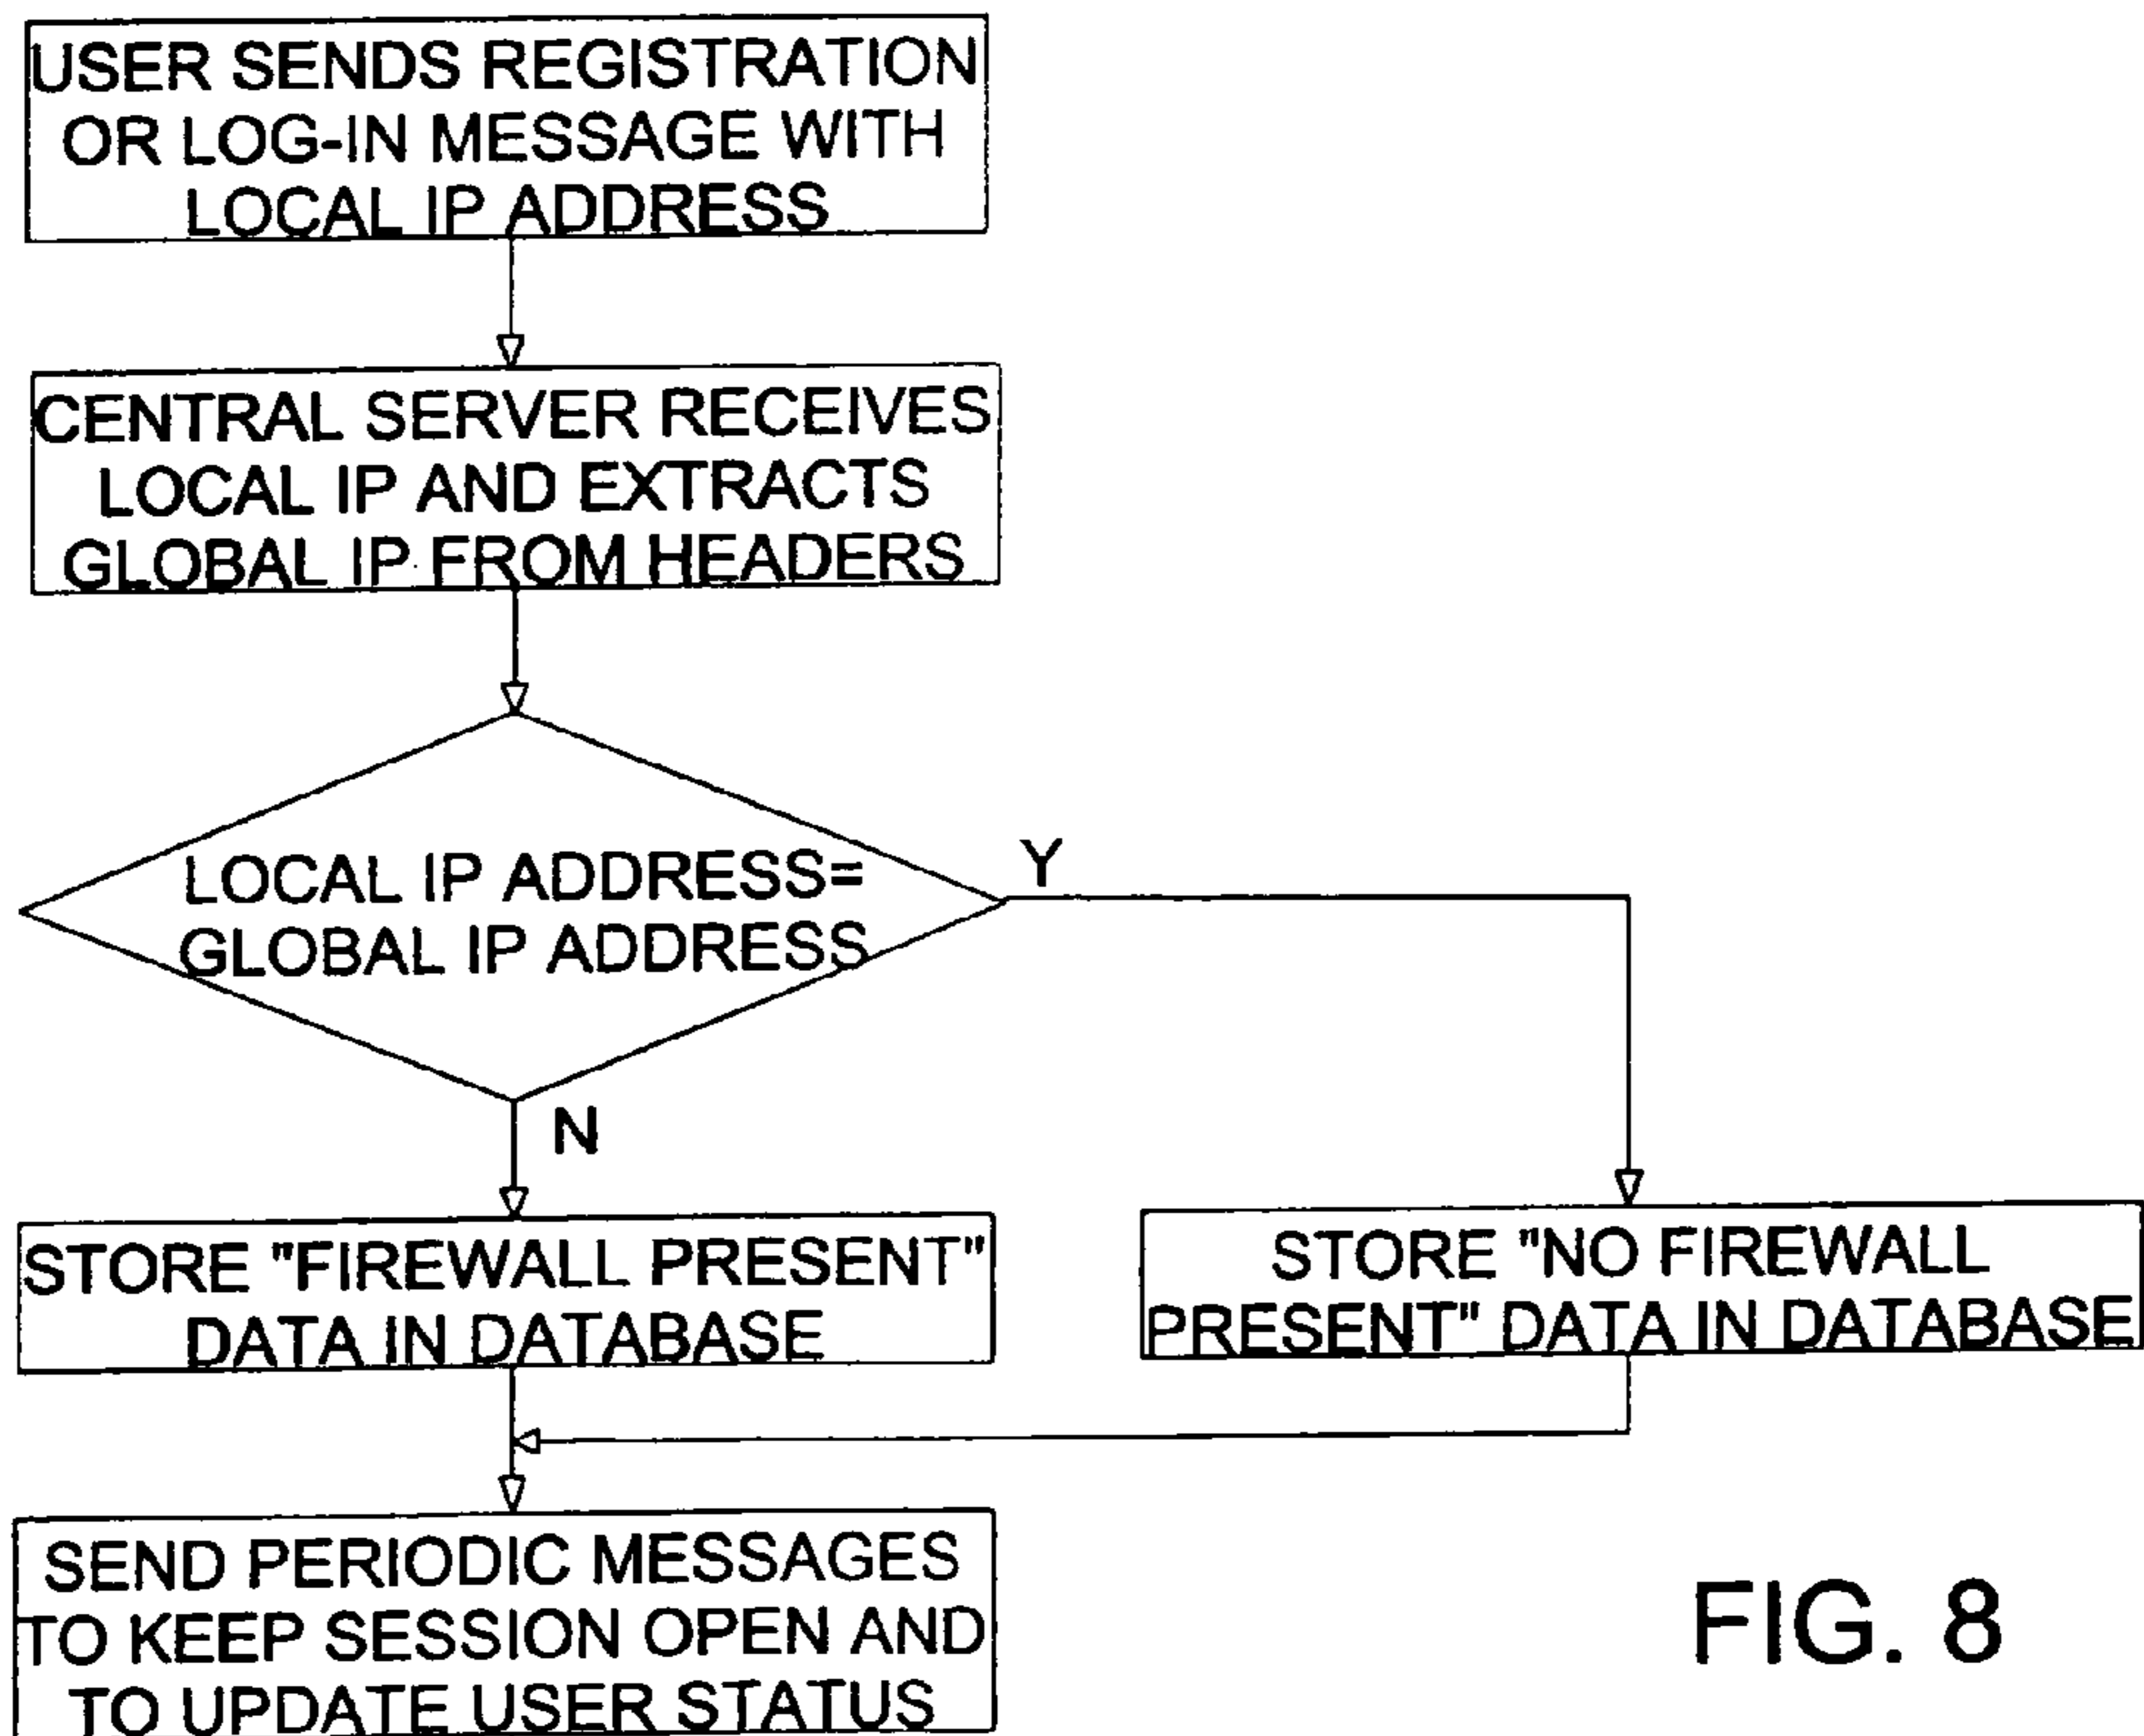 USER SENDS REGISTRATION
OR LOG-IN MESSAGE WITH
LOCAL IP ADDRESS
CENTRAL SERVER RECEIVES
LOCAL IP AND EXTRACTS
GLOBAL IP FROM HEADERS
LOCAL IP ADDRESS=
GLOBAL IP ADDRESS
Y
N
STORE "FIREWALL PRESENT"
DATA IN DATABASE
STORE "NO FIREWALL
PRESENT" DATA IN DATABASE
SEND PERIODIC MESSAGES
TO KEEP SESSION OPEN AND
TO UPDATE USER STATUS
FIG. 8